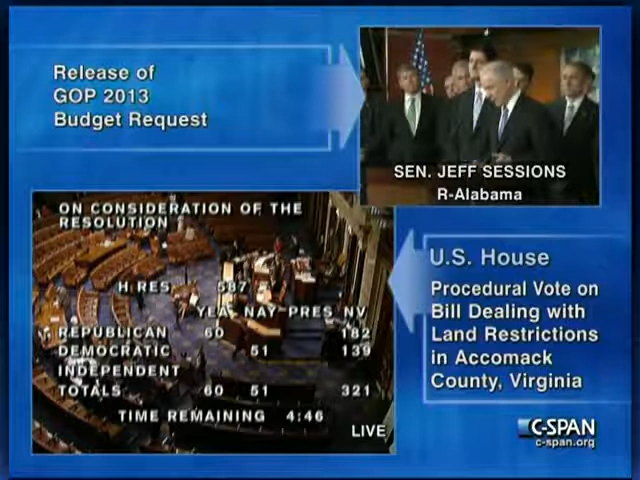 Release of
GOP 2013
Budget Request
SEN. JEFF SESSIONS
R-Alabama
ON CONSIDERATION OF THE
RESOLUTION
H RES 587
YEA NAY PRES NV
REPUBLICAN 60 182
DEMOCRATIC 51 139
INDEPENDENT
TOTALS 60 51 321
TIME REMAINING 4:46
LIVE
U.S. House
Procedural Vote on
Bill Dealing with
Land Restrictions
in Accomack
County, Virginia
C-SPAN
c-span.org